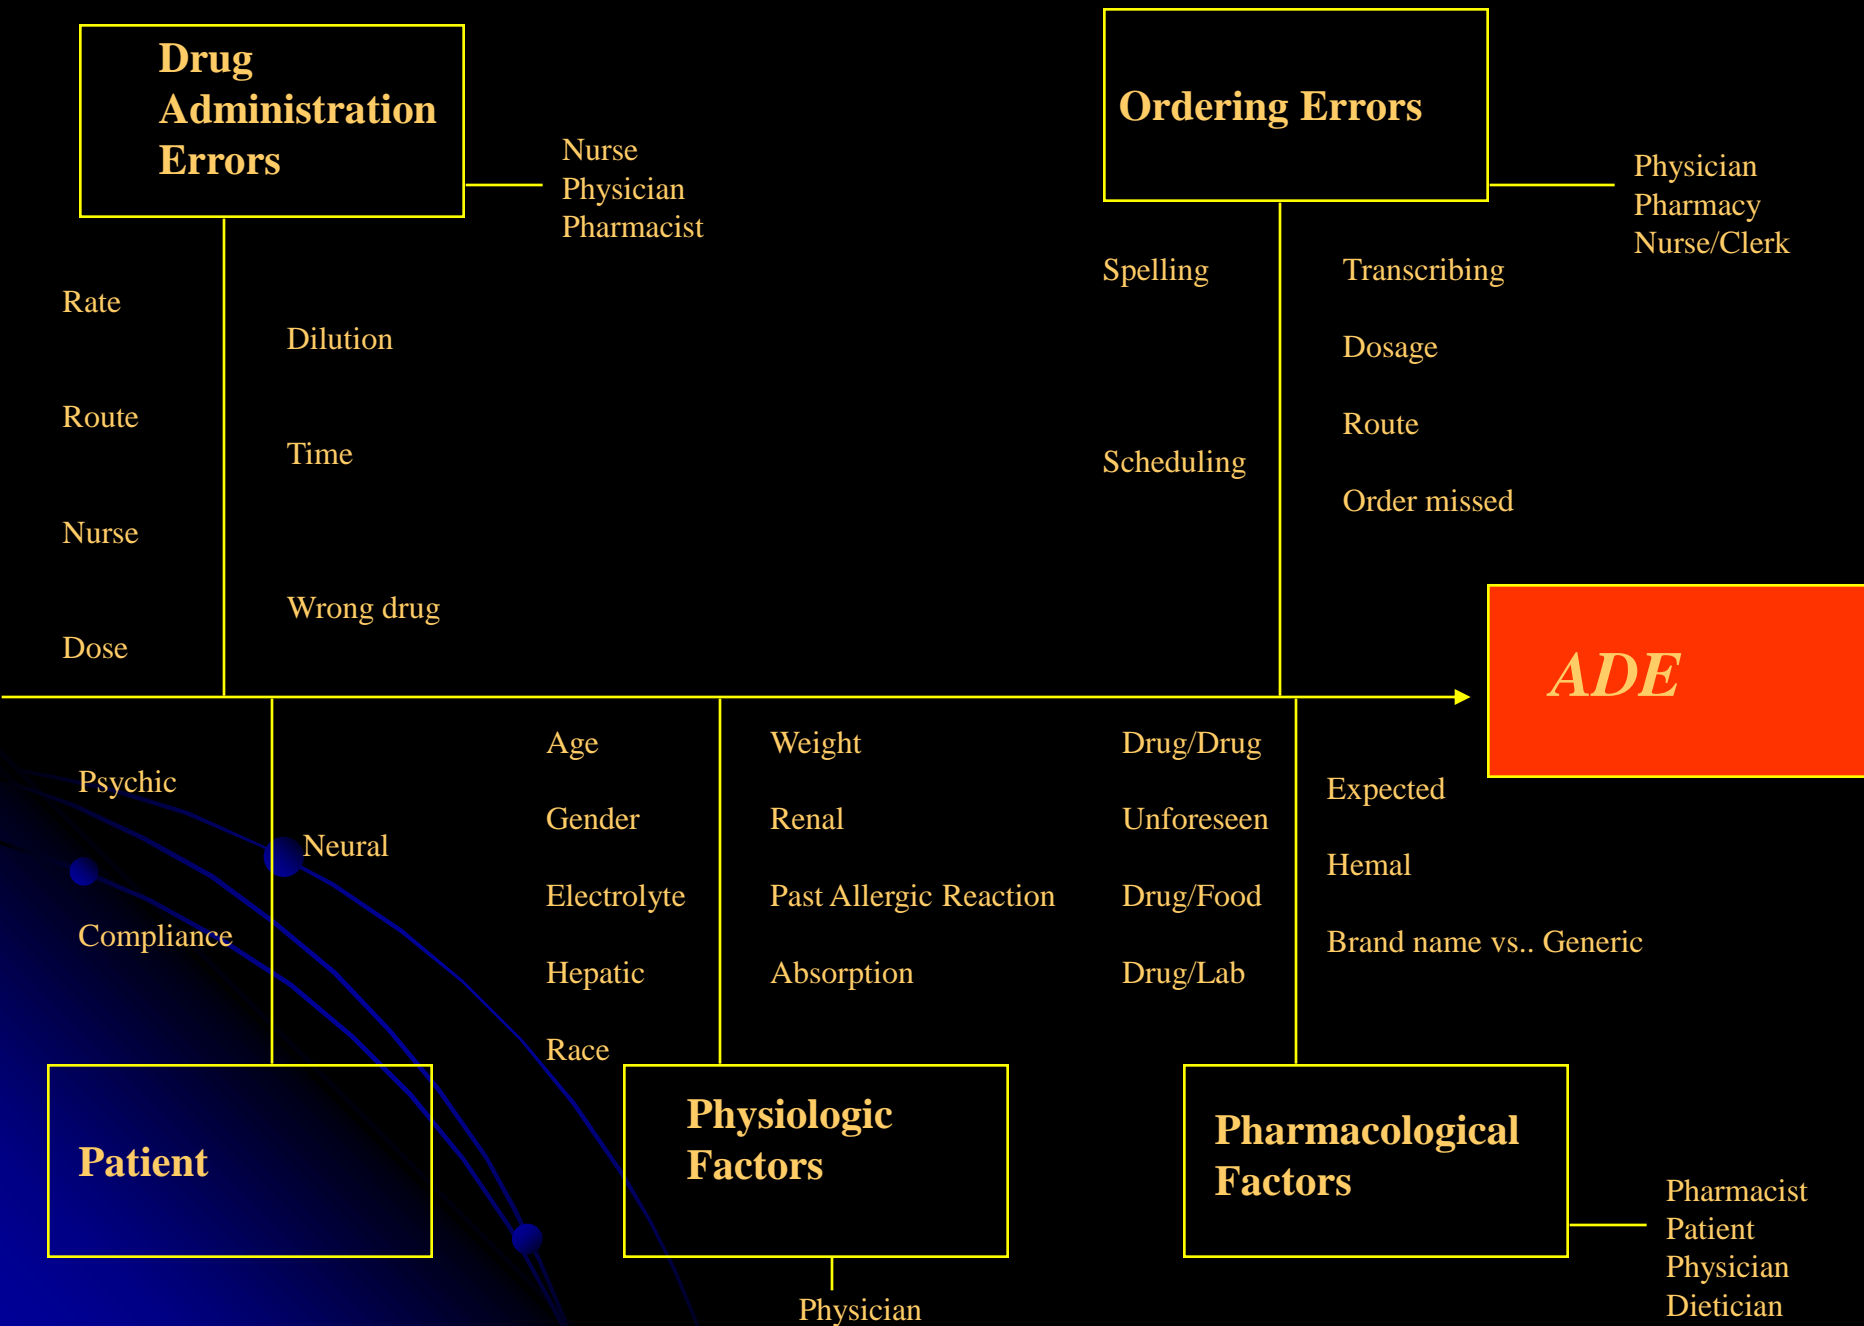 Drug
Administration
Errors
Nurse
Physician
Pharmacist
Rate
Route
Nurse
Dose
Dilution
Time
Wrong drug
Ordering Errors
Physician
Pharmacy
Nurse/Clerk
Spelling
Scheduling
Transcribing
Dosage
Route
Order missed
ADE
Psychic
Compliance
Neural
Patient
Age
Gender
Electrolyte
Hepatic
Race
Weight
Renal
Past Allergic Reaction
Absorption
Physiologic
Factors
Physician
Drug/Drug
Unforeseen
Drug/Food
Drug/Lab
Expected
Hemal
Brand name vs.. Generic
Pharmacological
Factors
Pharmacist
Patient
Physician
Dietician